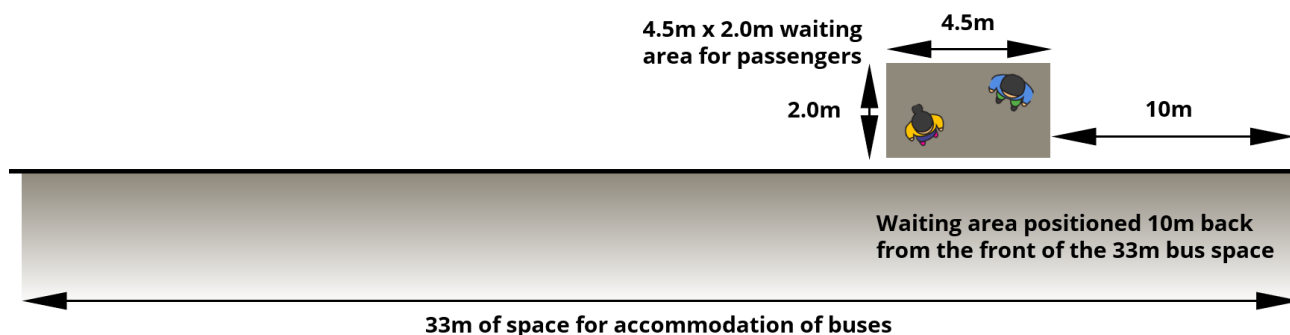 4.5m x 2.0m waiting
area for passengers
4.5m
2.0m
10m
Waiting area positioned 10m back
from the front of the 33m bus space
33m of space for accommodation of buses